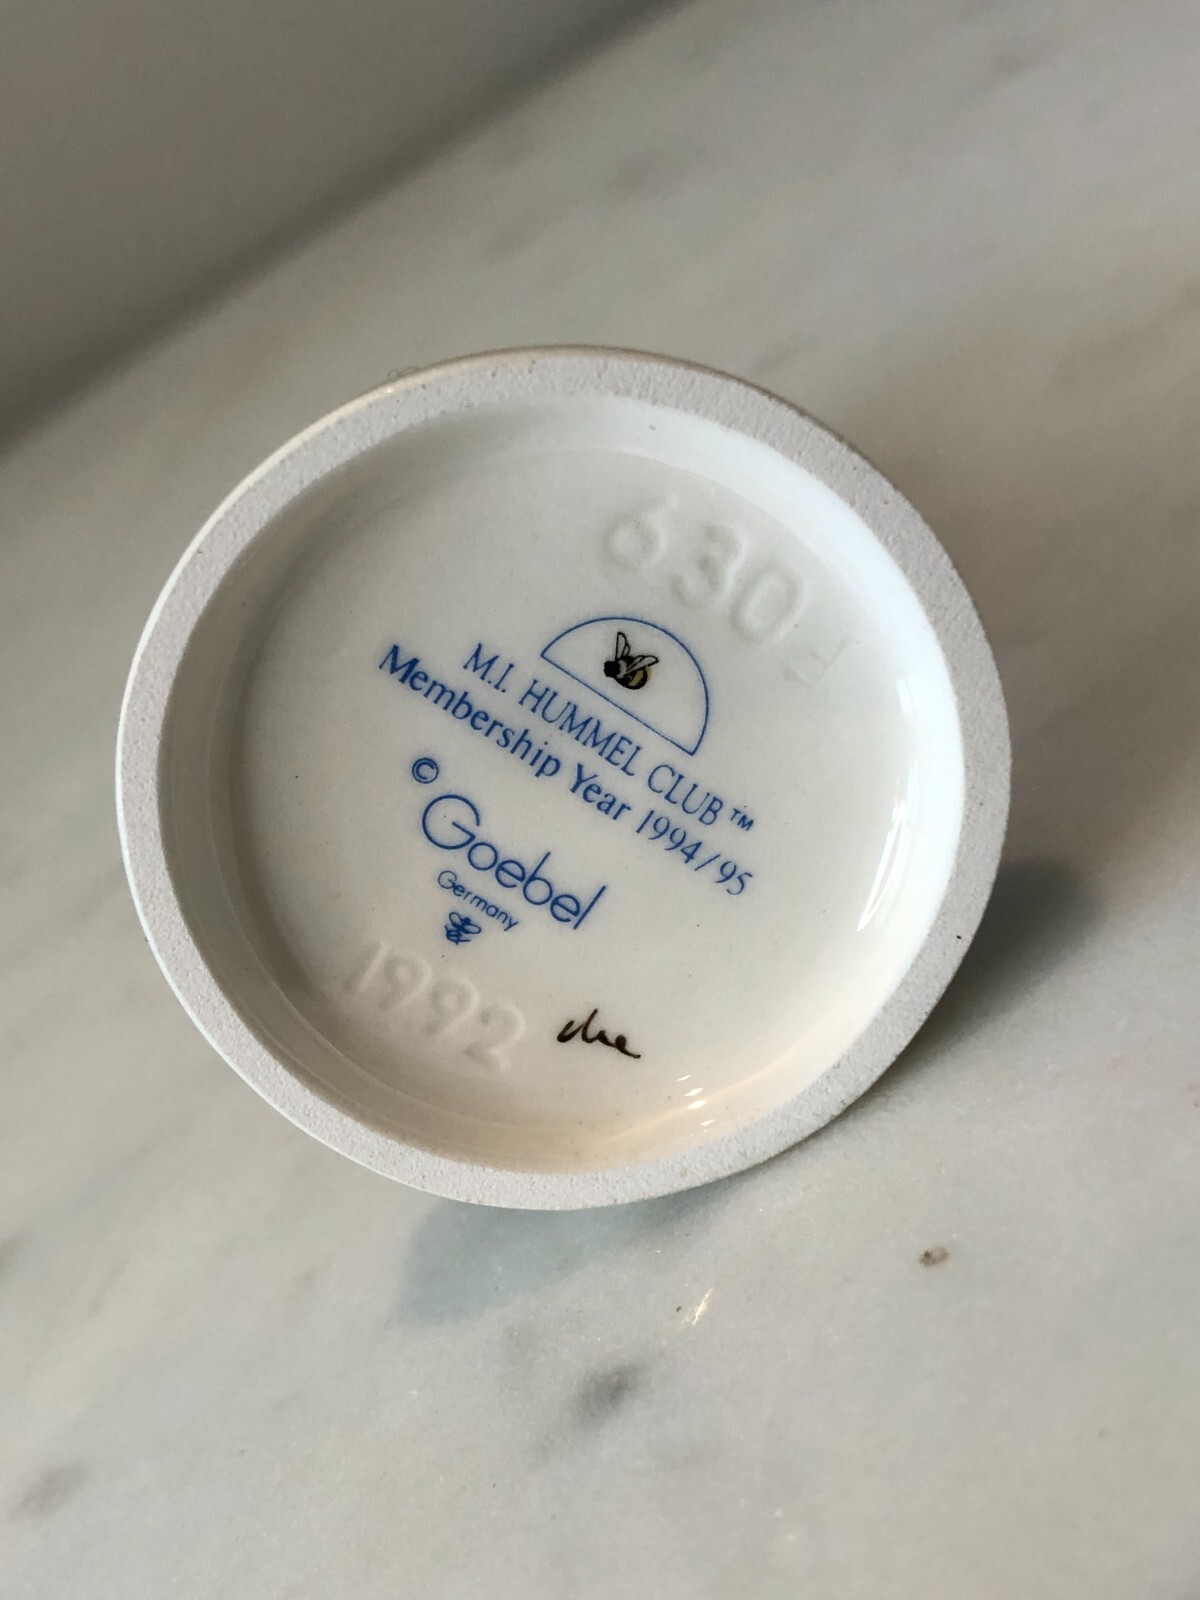 630
M.I. HUMMEL CLUB™
Membership Year 1994/95
©
Goebel
Germany
1992